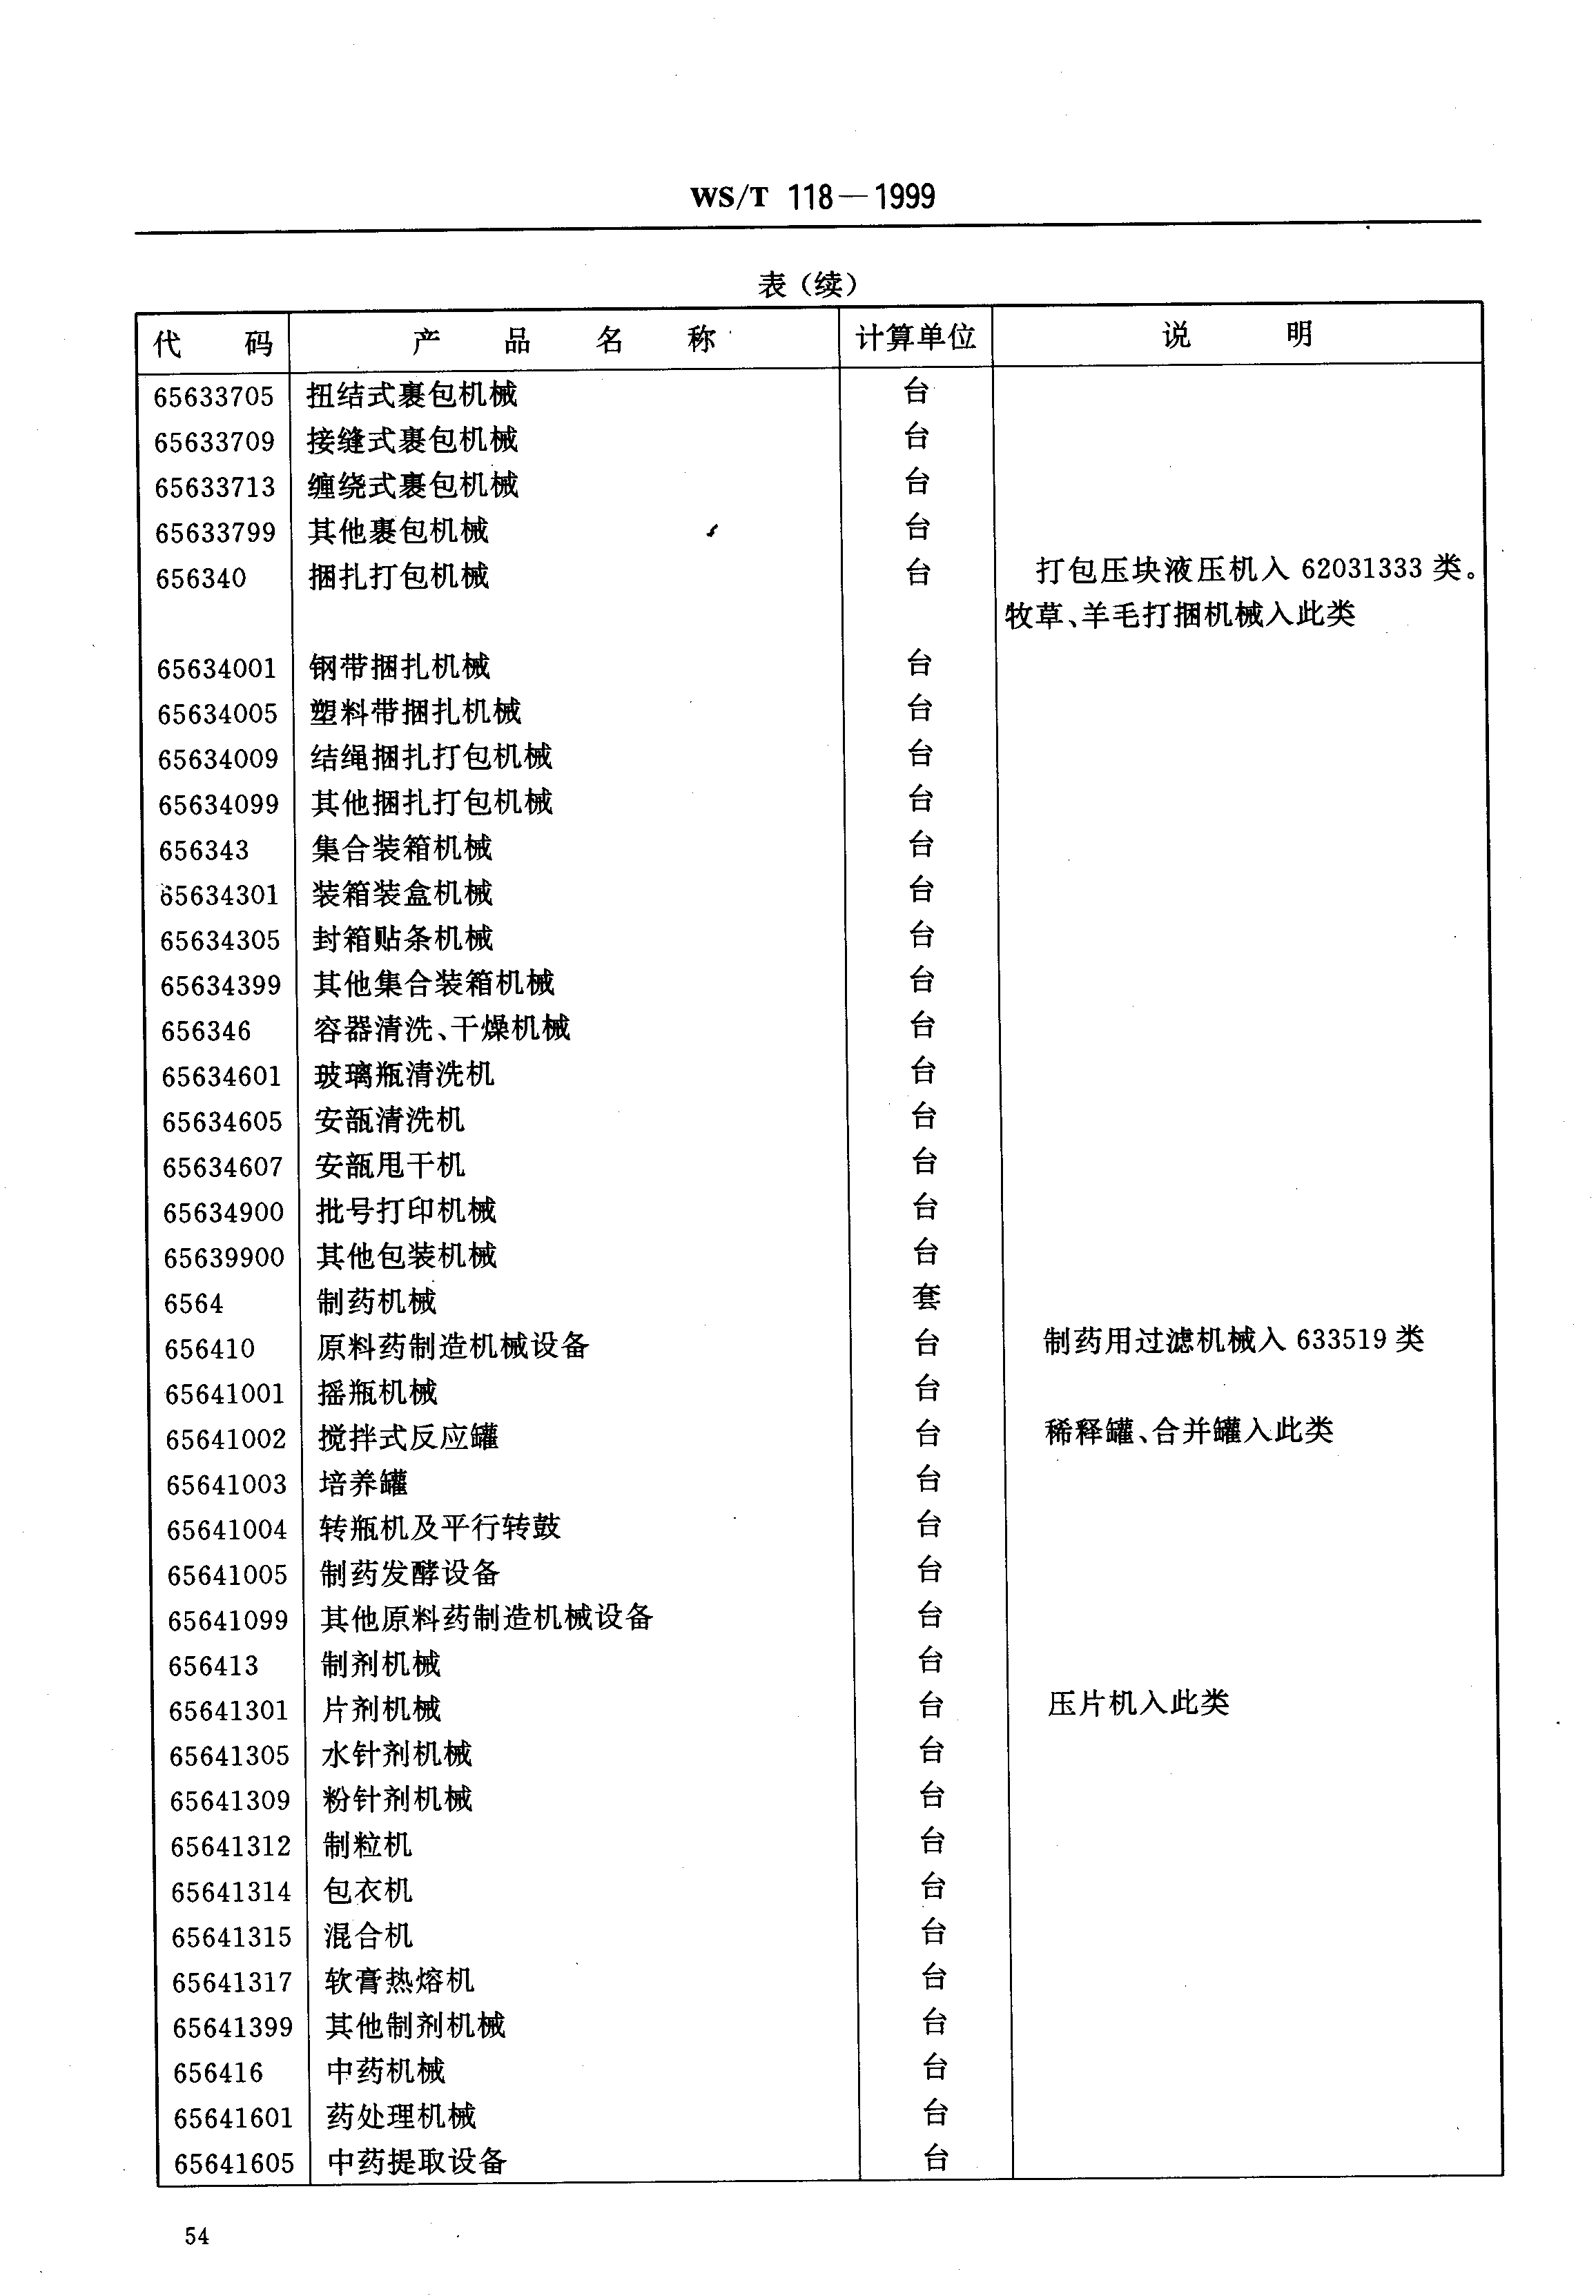 WS/T 118—1999
表（续）
代 码 产 品 名 称 计算单位 说 明
65633705 扭结式裹包机械 台
65633709 接缝式裹包机械 台
65633713 缠绕式裹包机械 台
65633799 其他裹包机械 台
656340 捆扎打包机械 台 打包压块液压机入 62031333 类。
牧草、羊毛打捆机械入此类
65634001 钢带捆扎机械 台
65634005 塑料带捆扎机械 台
65634009 结绳捆扎打包机械 台
65634099 其他捆扎打包机械 台
656343 集合装箱机械 台
65634301 装箱装盒机械 台
65634305 封箱贴条机械 台
65634399 其他集合装箱机械 台
656346 容器清洗、干燥机械 台
65634601 玻璃瓶清洗机 台
65634605 安瓿清洗机 台
65634607 安瓿甩干机 台
65634900 批号打印机械 台
65639900 其他包装机械 台
6564 制药机械 套
656410 原料药制造机械设备 台 制药用过滤机械入 633519 类
65641001 摇瓶机械 台
65641002 搅拌式反应罐 台 稀释罐、合并罐入此类
65641003 培养罐 台
65641004 转瓶机及平行转鼓 台
65641005 制药发酵设备 台
65641099 其他原料药制造机械设备 台
656413 制剂机械 台
65641301 片剂机械 台 压片机入此类
65641305 水针剂机械 台
65641309 粉针剂机械 台
65641312 制粒机 台
65641314 包衣机 台
65641315 混合机 台
65641317 软膏热熔机 台
65641399 其他制剂机械 台
656416 中药机械 台
65641601 药处理机械 台
65641605 中药提取设备 台
54